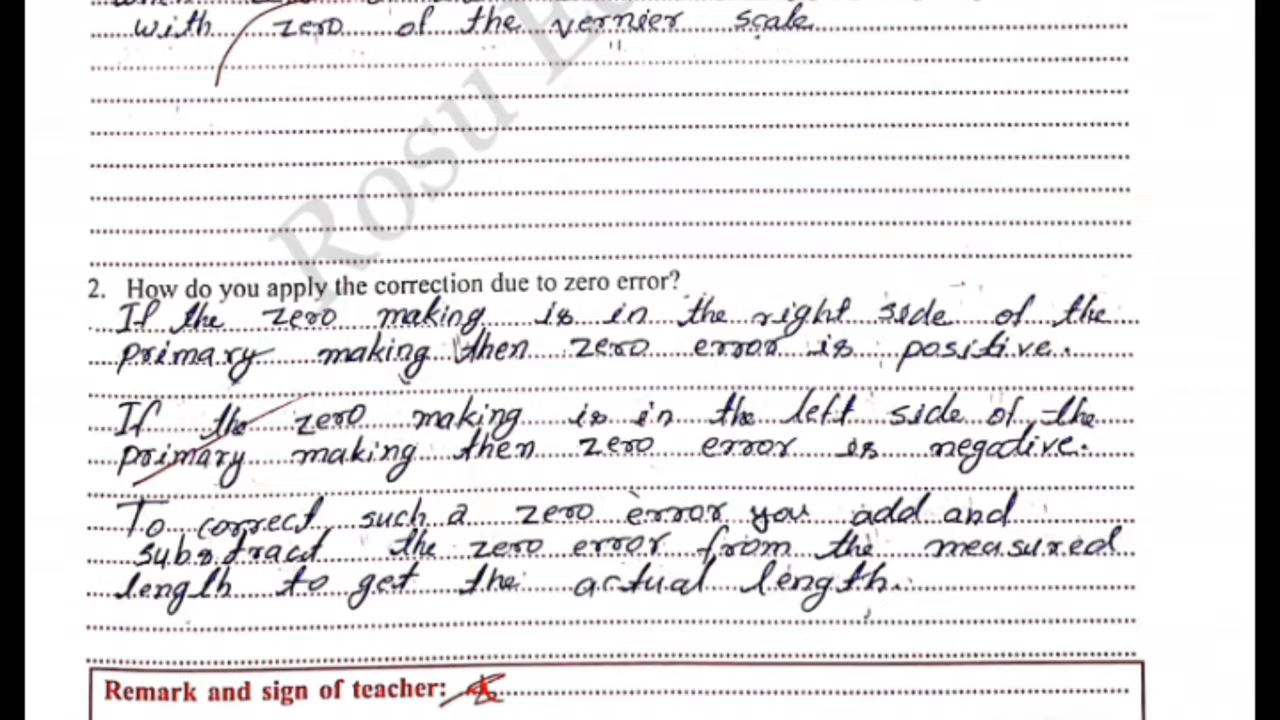 with zero of the vernier scale
2. How do you apply the correction due to zero error?
If the zero making is in the right side of the
primary making then zero error is positive.
If the zero making is in the left side of the
primary making then zero error is negative.
To correct such a zero error you add and
substract the zero error from the measured
length to get the actual length.
Remark and sign of teacher:
Rosu